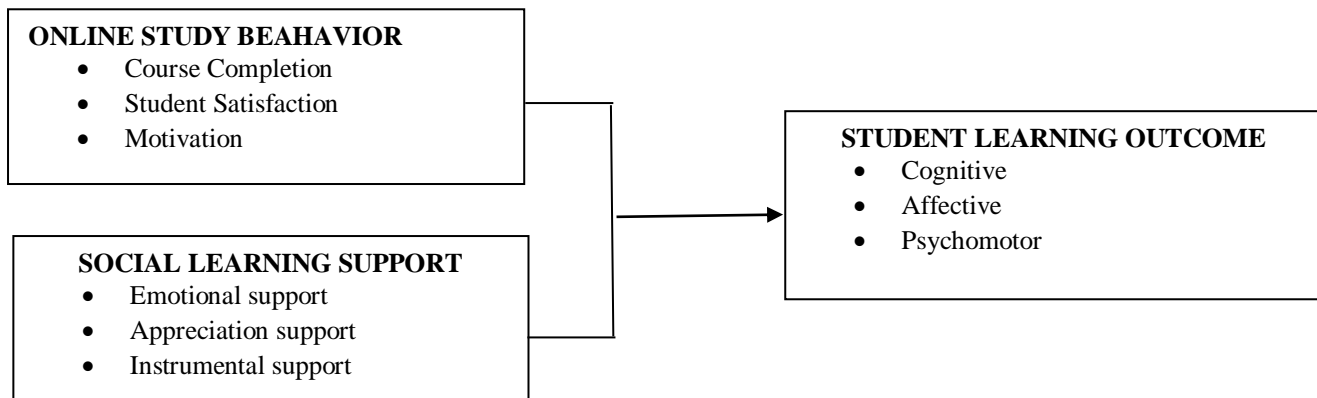 ONLINE STUDY BEAHAVIOR
• Course Completion
• Student Satisfaction
• Motivation
SOCIAL LEARNING SUPPORT
• Emotional support
• Appreciation support
• Instrumental support
STUDENT LEARNING OUTCOME
• Cognitive
• Affective
• Psychomotor